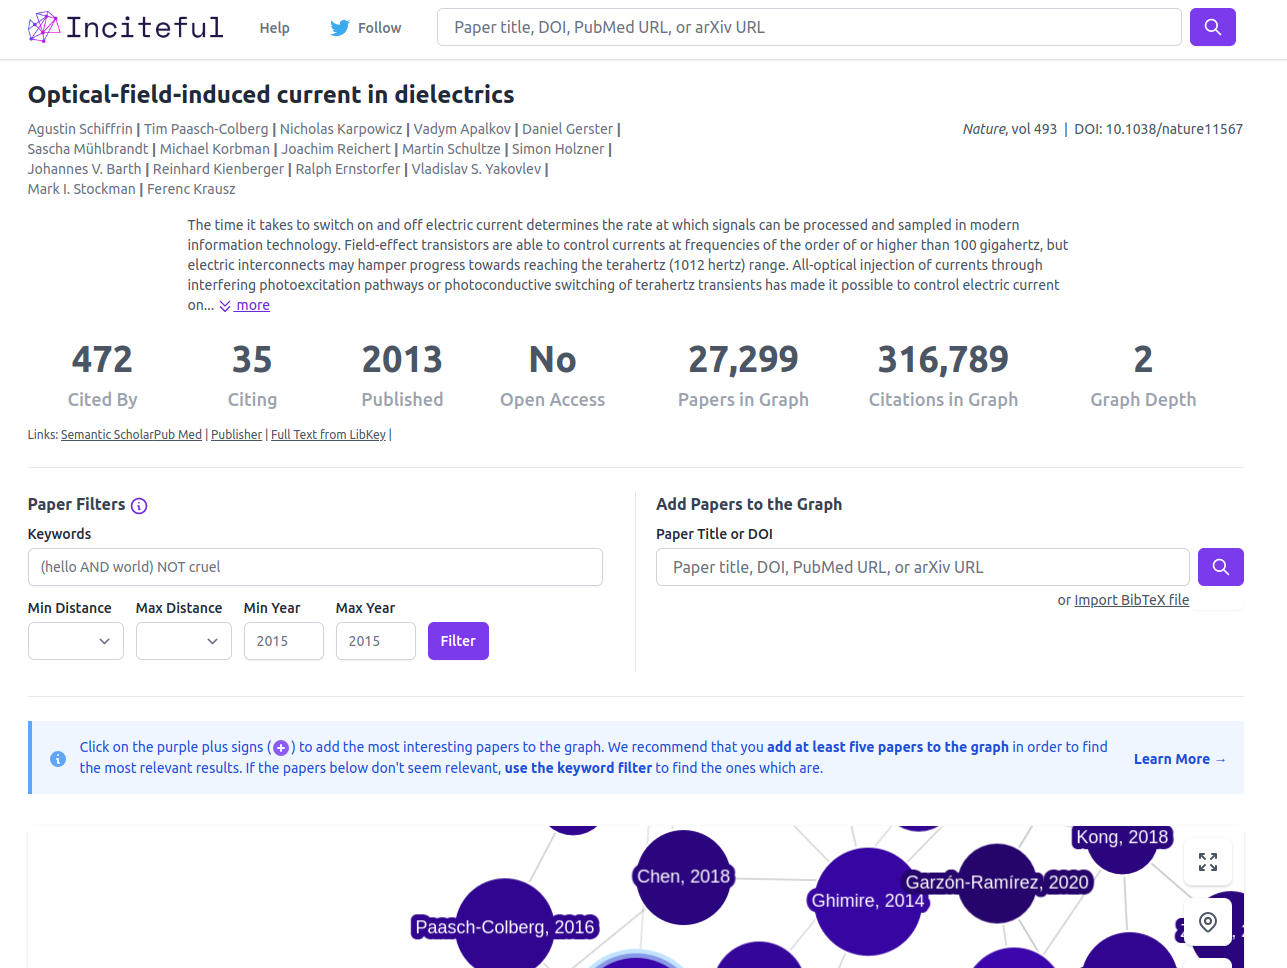 Inciteful
Help
Follow
Paper title, DOI, PubMed URL, or arXiv URL
Optical-field-induced current in dielectrics
Agustin Schiffrin | Tim Paasch-Colberg | Nicholas Karpowicz | Vadym Apalkov | Daniel Gerster |
Sascha Mühlbrandt | Michael Korbman | Joachim Reichert | Martin Schultze | Simon Holzner |
Johannes V. Barth | Reinhard Kienberger | Ralph Ernstorfer | Vladislav S. Yakovlev |
Mark I. Stockman | Ferenc Krausz
Nature, vol 493 | DOI: 10.1038/nature11567
The time it takes to switch on and off electric current determines the rate at which signals can be processed and sampled in modern
information technology. Field-effect transistors are able to control currents at frequencies of the order of or higher than 100 gigahertz, but
electric interconnects may hamper progress towards reaching the terahertz (1012 hertz) range. All-optical injection of currents through
interfering photoexcitation pathways or photoconductive switching of terahertz transients has made it possible to control electric current
on... more
472
Cited By
35
Citing
2013
Published
No
Open Access
27,299
Papers in Graph
316,789
Citations in Graph
2
Graph Depth
Links: Semantic ScholarPub Med | Publisher | Full Text from LibKey |
Paper Filters
Keywords
(hello AND world) NOT cruel
Min Distance
Max Distance
Min Year
Max Year
2015
2015
Filter
Add Papers to the Graph
Paper Title or DOI
Paper title, DOI, PubMed URL, or arXiv URL
or Import BibTeX file
Click on the purple plus signs (+) to add the most interesting papers to the graph. We recommend that you add at least five papers to the graph in order to find
the most relevant results. If the papers below don't seem relevant, use the keyword filter to find the ones which are.
Learn More →
Kong, 2018
Chen, 2018
Garzón-Ramírez, 2020
Ghimire, 2014
Paasch-Colberg, 2016